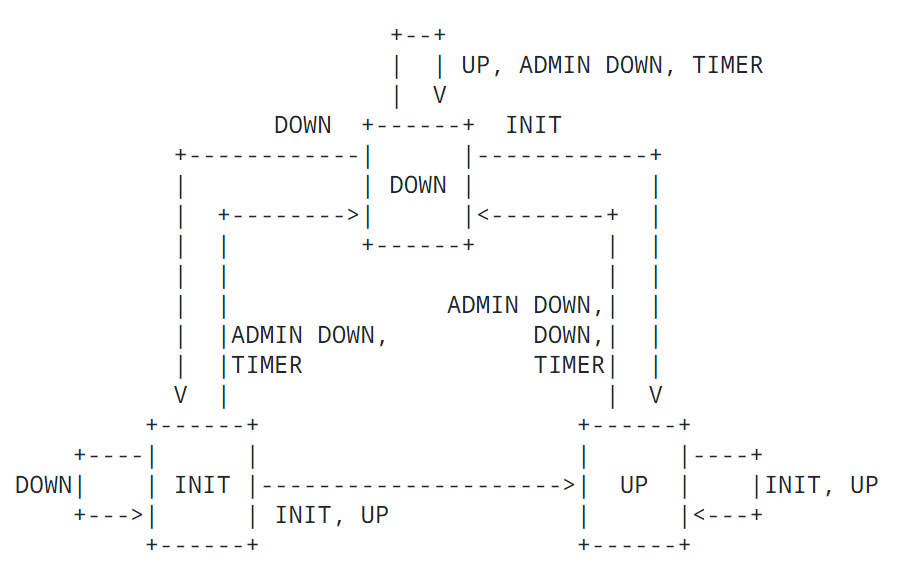 +--+
|  | UP, ADMIN DOWN, TIMER
|  V
DOWN  +------+  INIT
+------------|      |------------+
|            | DOWN |            |
|  +-------->|      |<--------+  |
|  |         +------+         |  |
|  |                          |  |
|  |               ADMIN DOWN,|  |
|  |ADMIN DOWN,          DOWN,|  |
|  |TIMER                TIMER|  |
V  |                          |  V
+------+                      +------+
+----|      |                      |      |----+
DOWN|    | INIT |--------------------->|  UP  |    |INIT, UP
+--->|      | INIT, UP             |      |<---+
+------+                      +------+